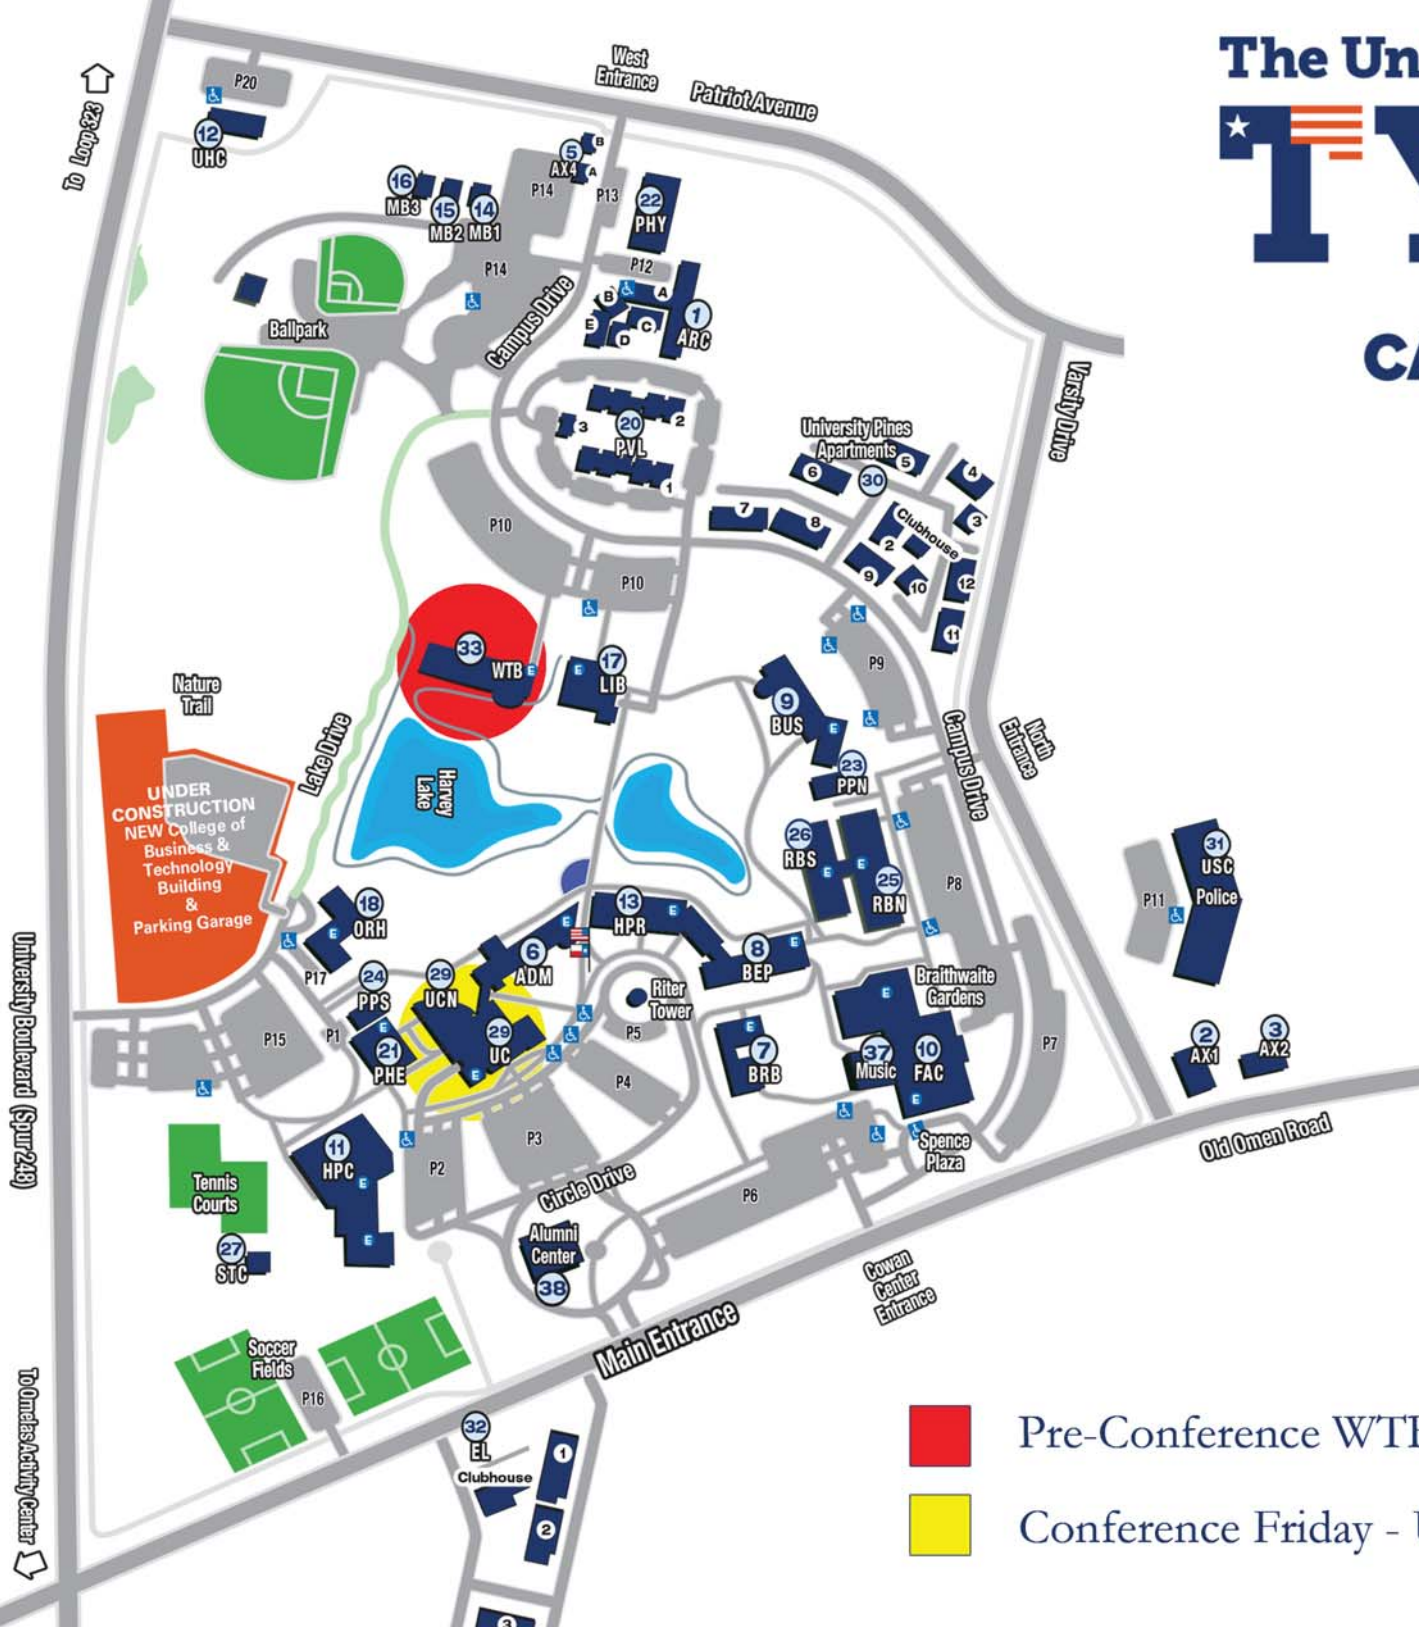 The Un
TY
CA
West
Entrance
Patriot Avenue
P20
To Loop 323
12
UHC
5
AX4
B
A
P14
P13
22
PHY
16
MB3
15
MB2
14
MB1
P14
P12
Campus Drive
Ballpark
B
A
E
C
D
1
ARC
Varsity Drive
20
PVL
2
3
1
University Pines
Apartments
6
5
30
4
7
8
3
Clubhouse
2
9
10
12
11
P10
P10
33
WTB
E
E
17
LIB
P9
9
BUS
E
23
PPN
Nature
Trail
Lake Drive
Harvey
Lake
Campus Drive
North
Entrance
UNDER
CONSTRUCTION
NEW College of
Business &
Technology
Building
&
Parking Garage
26
RBS
E
E
25
RBN
P8
31
USC
Police
P11
18
ORH
E
13
HPR
E
E
6
ADM
8
BEP
E
P17
24
PPS
29
UCN
Riter
Tower
Braithwaite
Gardens
E
University Boulevard (Spur 248)
P15
P1
E
21
PHE
29
UC
E
P5
P4
E
7
BRB
37
Music
10
FAC
E
P7
2
AX1
3
AX2
Old Omen Road
11
HPC
E
E
P2
P3
Circle Drive
Spence
Plaza
P6
Tennis
Courts
27
STC
Alumni
Center
38
Cowan
Center
Entrance
Main Entrance
Soccer
Fields
P16
To Ornelas Activity Center
32
EL
Clubhouse
1
2
3
Pre-Conference WTB
Conference Friday - U